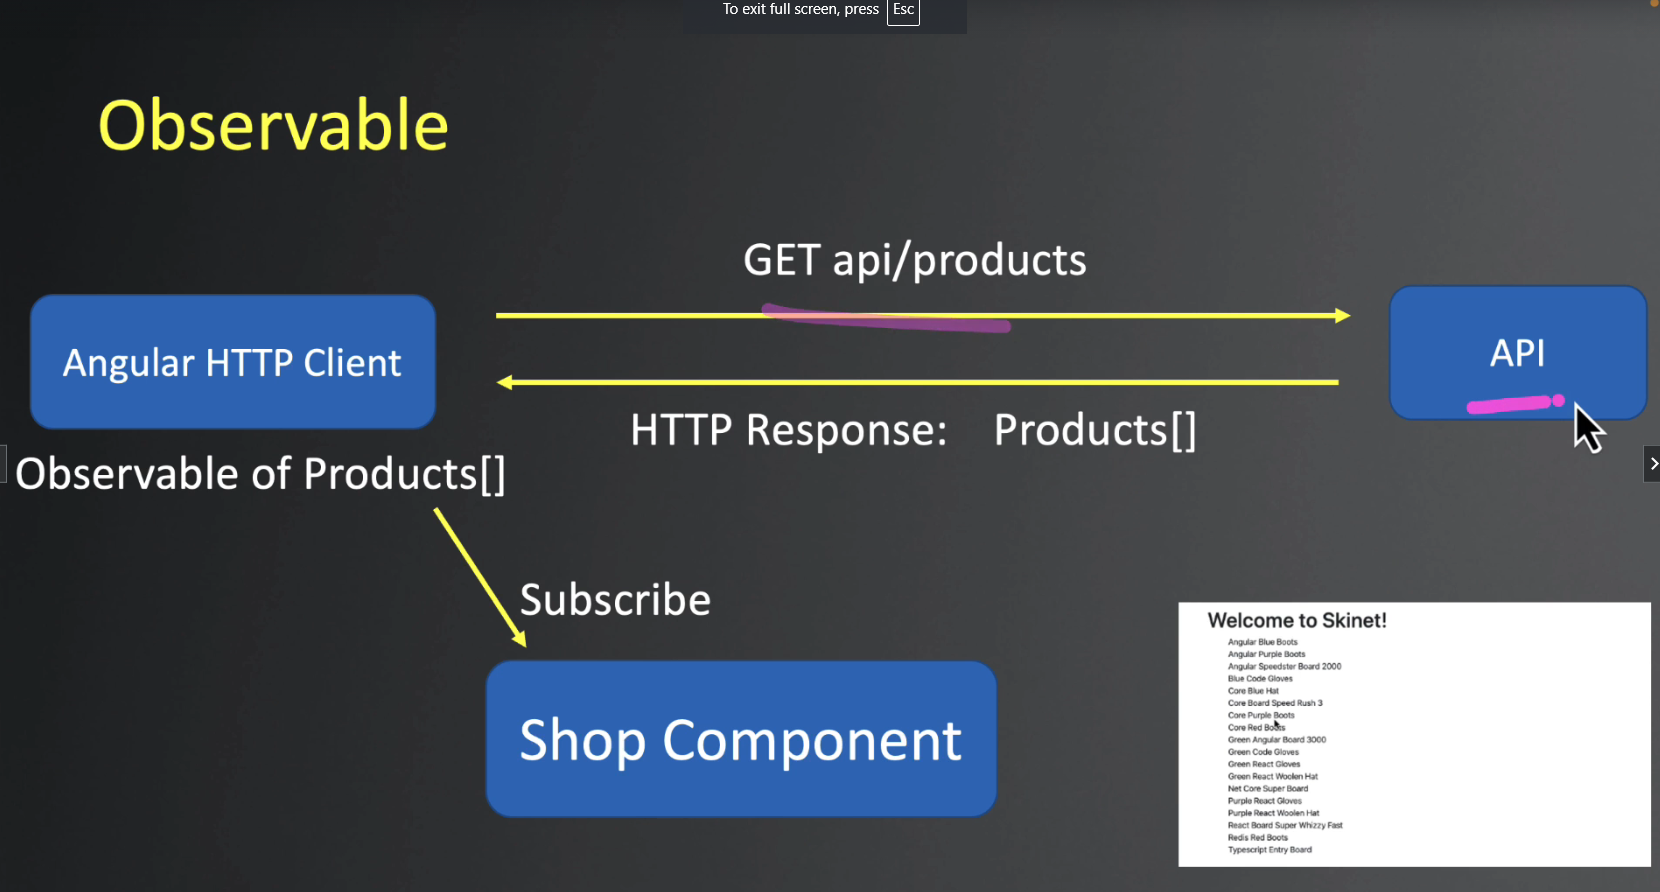 To exit full screen, press Esc
Observable
GET api/products
Angular HTTP Client
API
HTTP Response: Products[]
Observable of Products[]
Subscribe
Shop Component
Welcome to Skinet!
Angular Blue Boots
Angular Purple Boots
Angular Speedster Board 2000
Blue Code Gloves
Core Blue Hat
Core Board Speed Rush 3
Core Purple Boots
Core Red Boots
Green Angular Board 3000
Green Code Gloves
Green React Gloves
Green React Woolen Hat
Net Core Super Board
Purple React Gloves
Purple React Woolen Hat
React Board Super Whizzy Fast
Redis Red Boots
Typescript Entry Board